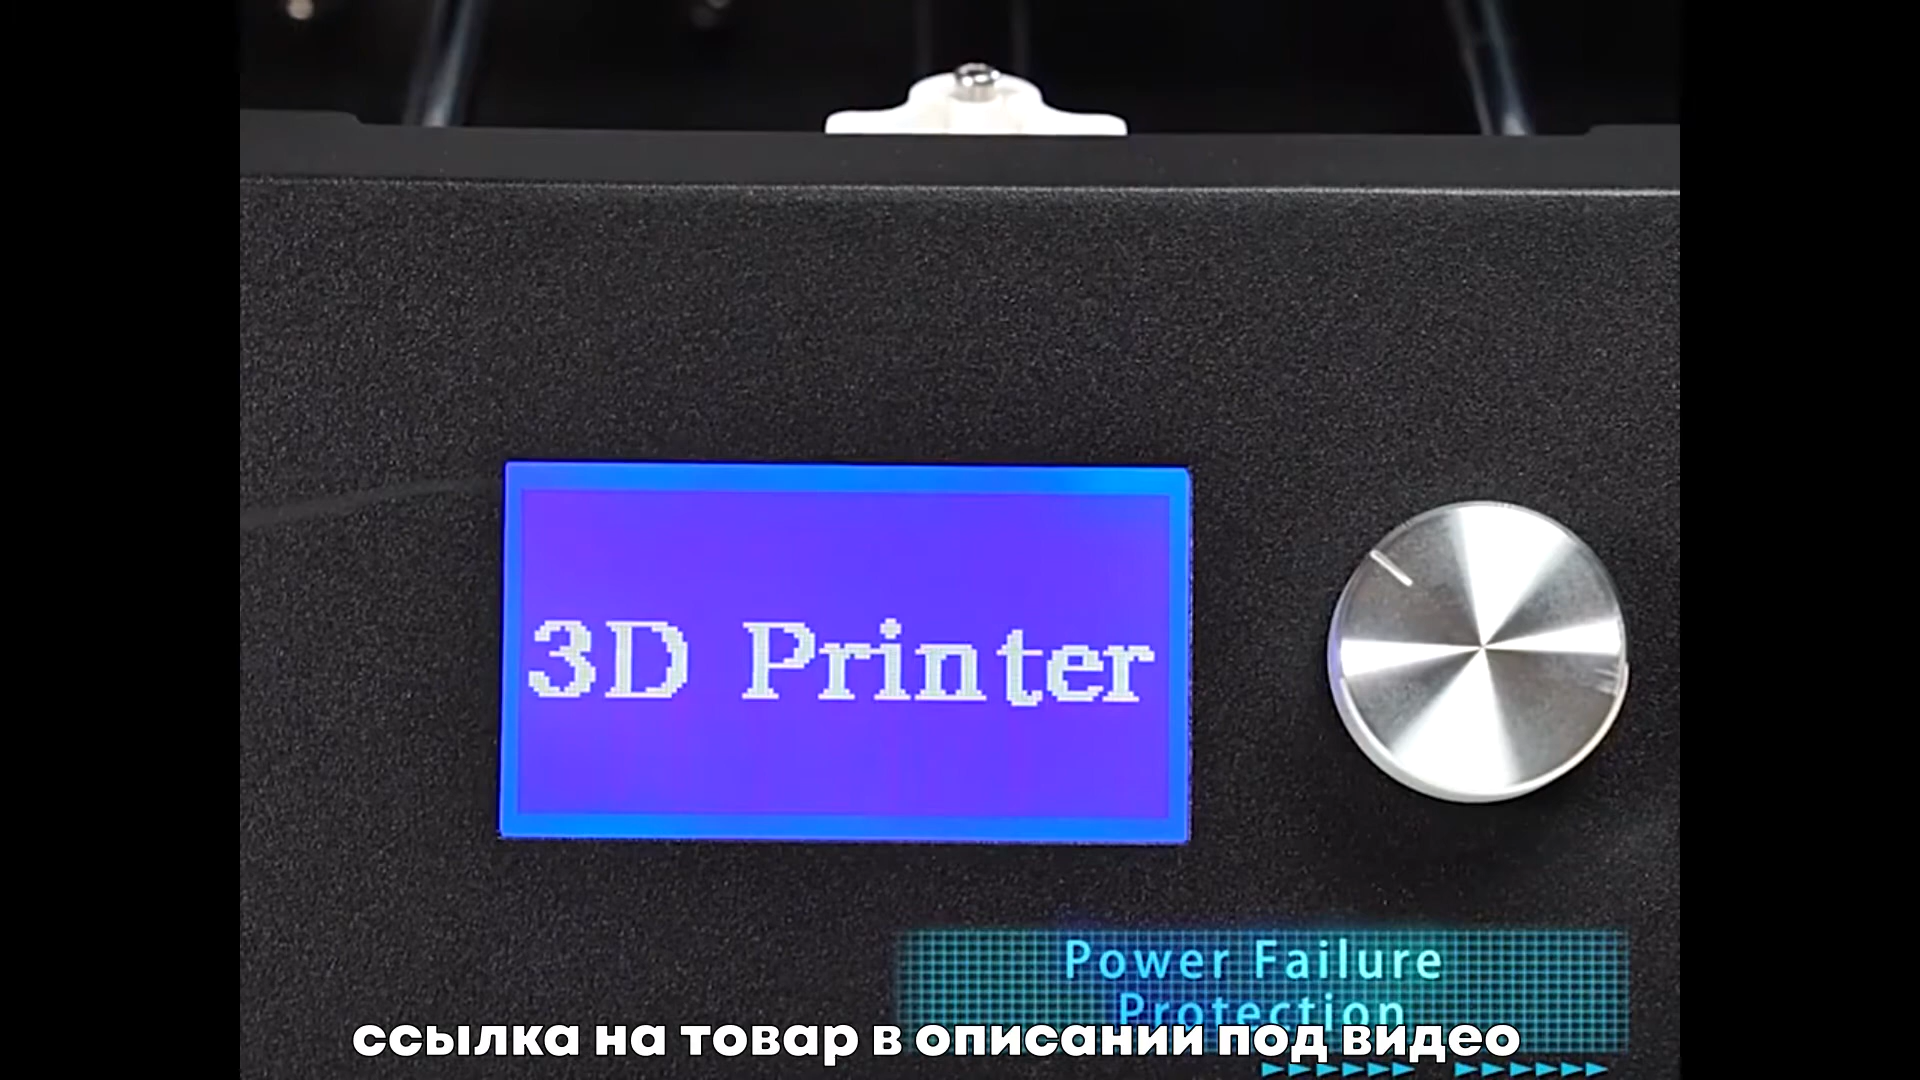 3D Printer
Power Failure
Protection
ссылка на товар в описании под видео